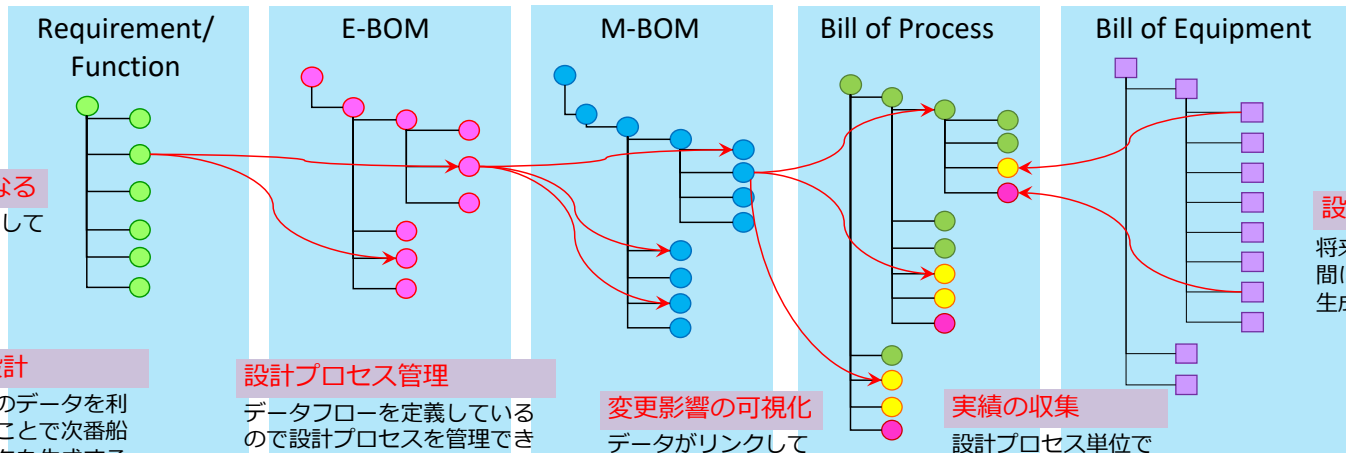 Requirement/
Function
E-BOM
M-BOM
Bill of Process
Bill of Equipment
なる
して
設
将来
間に
生成
設計
のデータを利
ことで次番船
設計プロセス管理
データフローを定義している
ので設計プロセスを管理でき
変更影響の可視化
データがリンクして
実績の収集
設計プロセス単位で